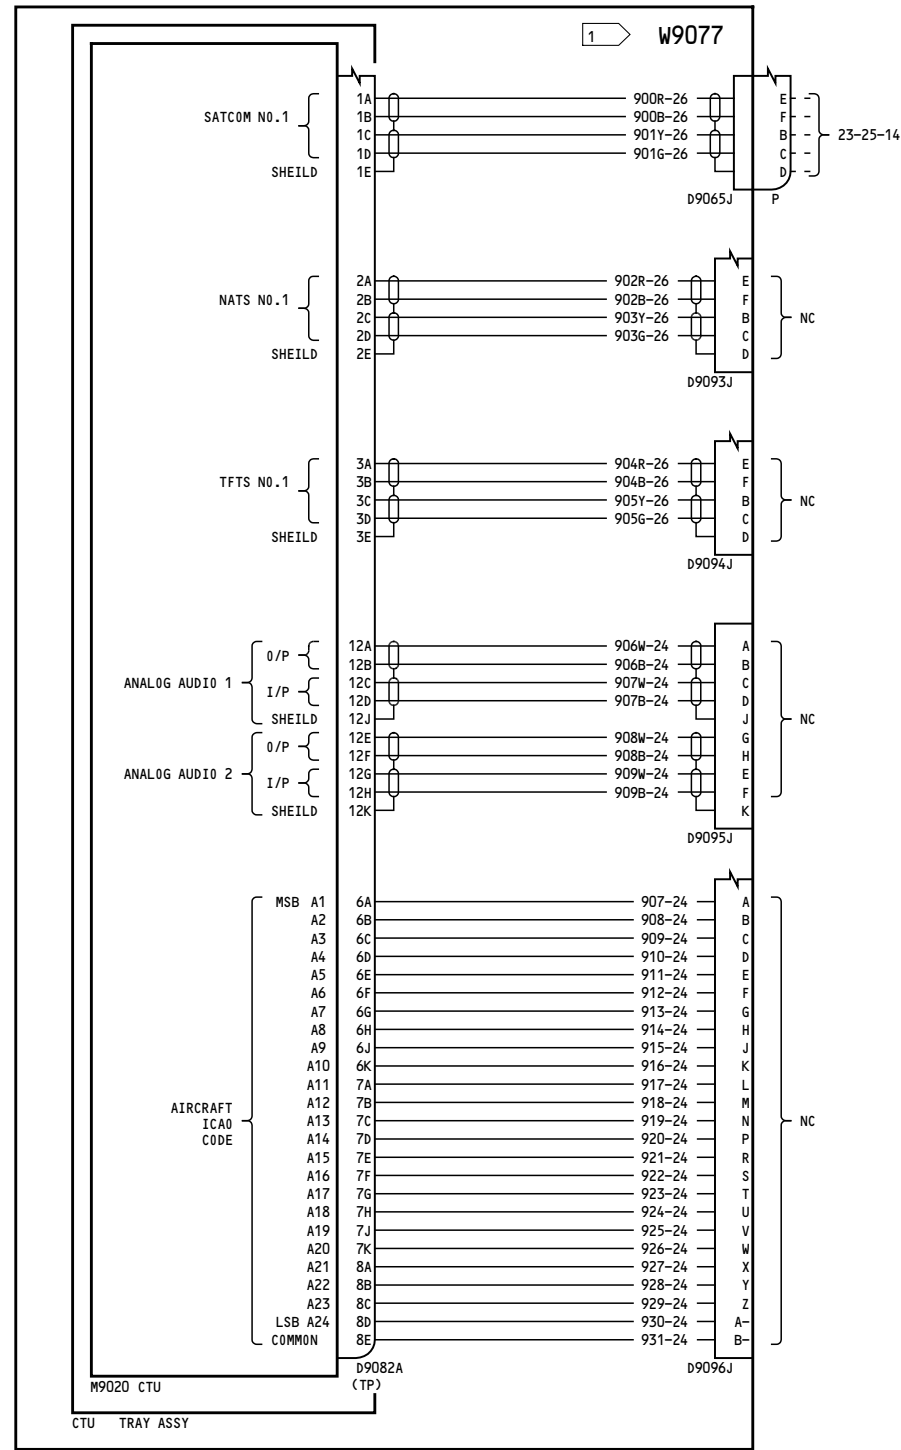 1 W9077
SATCOM NO.1 1A 900R-26 E
1B 900B-26 F
1C 901Y-26 B 23-25-14
1D 901G-26 C
SHEILD 1E D
D9065J P
NATS NO.1 2A 902R-26 E
2B 902B-26 F
2C 903Y-26 B NC
2D 903G-26 C
SHEILD 2E D
D9093J
TFTS NO.1 3A 904R-26 E
3B 904B-26 F
3C 905Y-26 B NC
3D 905G-26 C
SHEILD 3E D
D9094J
ANALOG AUDIO 1 O/P 12A 906W-24 A
12B 906B-24 B
I/P 12C 907W-24 C
12D 907B-24 D
SHEILD 12J J NC
ANALOG AUDIO 2 O/P 12E 908W-24 G
12F 908B-24 H
I/P 12G 909W-24 E
12H 909B-24 F
SHEILD 12K K
D9095J
MSB A1 6A 907-24 A
A2 6B 908-24 B
A3 6C 909-24 C
A4 6D 910-24 D
A5 6E 911-24 E
A6 6F 912-24 F
A7 6G 913-24 G
A8 6H 914-24 H
A9 6J 915-24 J
A10 6K 916-24 K
A11 7A 917-24 L
A12 7B 918-24 M
AIRCRAFT
ICAO
CODE
A13 7C 919-24 N NC
A14 7D 920-24 P
A15 7E 921-24 R
A16 7F 922-24 S
A17 7G 923-24 T
A18 7H 924-24 U
A19 7J 925-24 V
A20 7K 926-24 W
A21 8A 927-24 X
A22 8B 928-24 Y
A23 8C 929-24 Z
LSB A24 8D 930-24 A-
COMMON 8E 931-24 B-
D9082A D9096J
(TP)
M9020 CTU
CTU TRAY ASSY